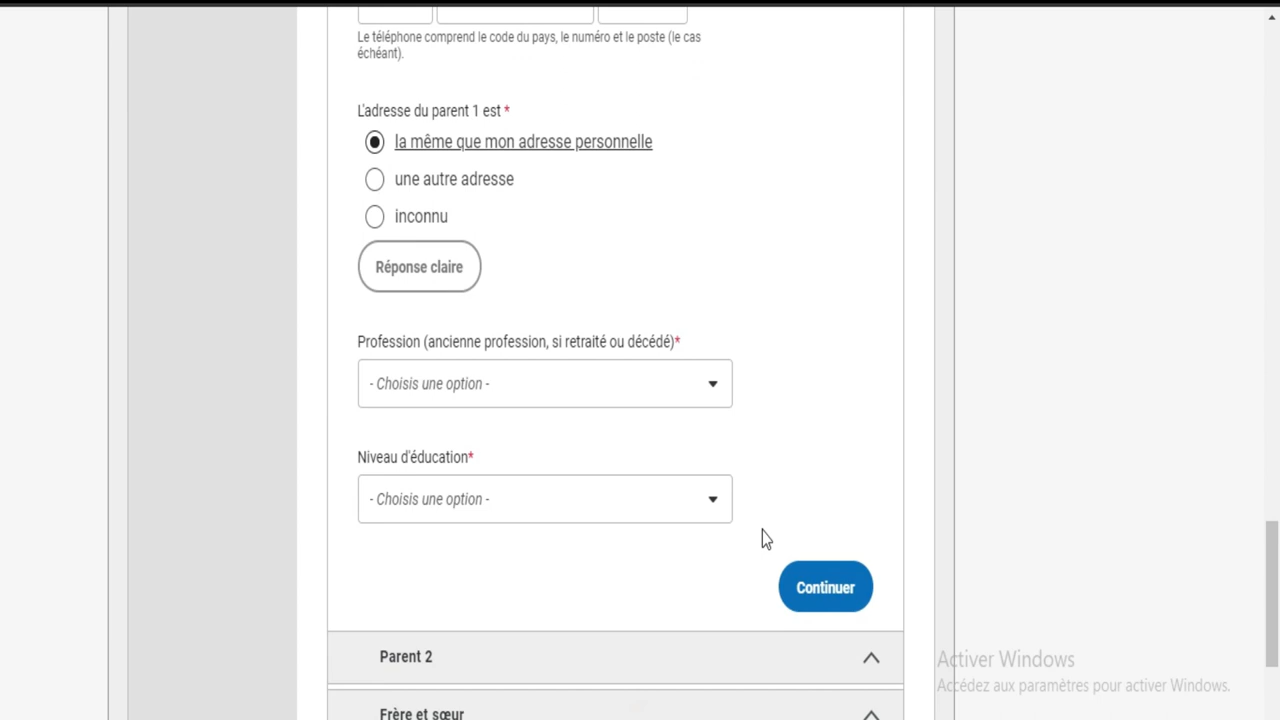 Le téléphone comprend le code du pays, le numéro et le poste (le cas
échéant).
L'adresse du parent 1 est *
la même que mon adresse personnelle
une autre adresse
inconnu
Réponse claire
Profession (ancienne profession, si retraité ou décédé)*
- Choisis une option -
Niveau d'éducation*
- Choisis une option -
Continuer
Parent 2
Activer Windows
Accédez aux paramètres pour activer Windows.
Frère et sœur